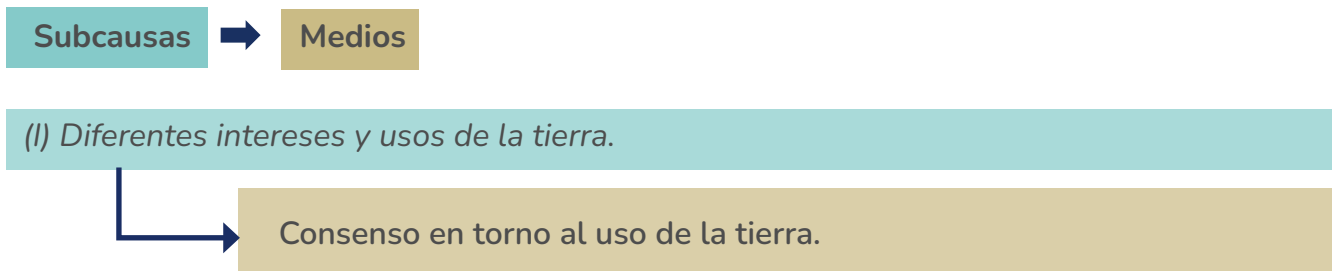 Subcausas Medios
(I) Diferentes intereses y usos de la tierra.
Consenso en torno al uso de la tierra.